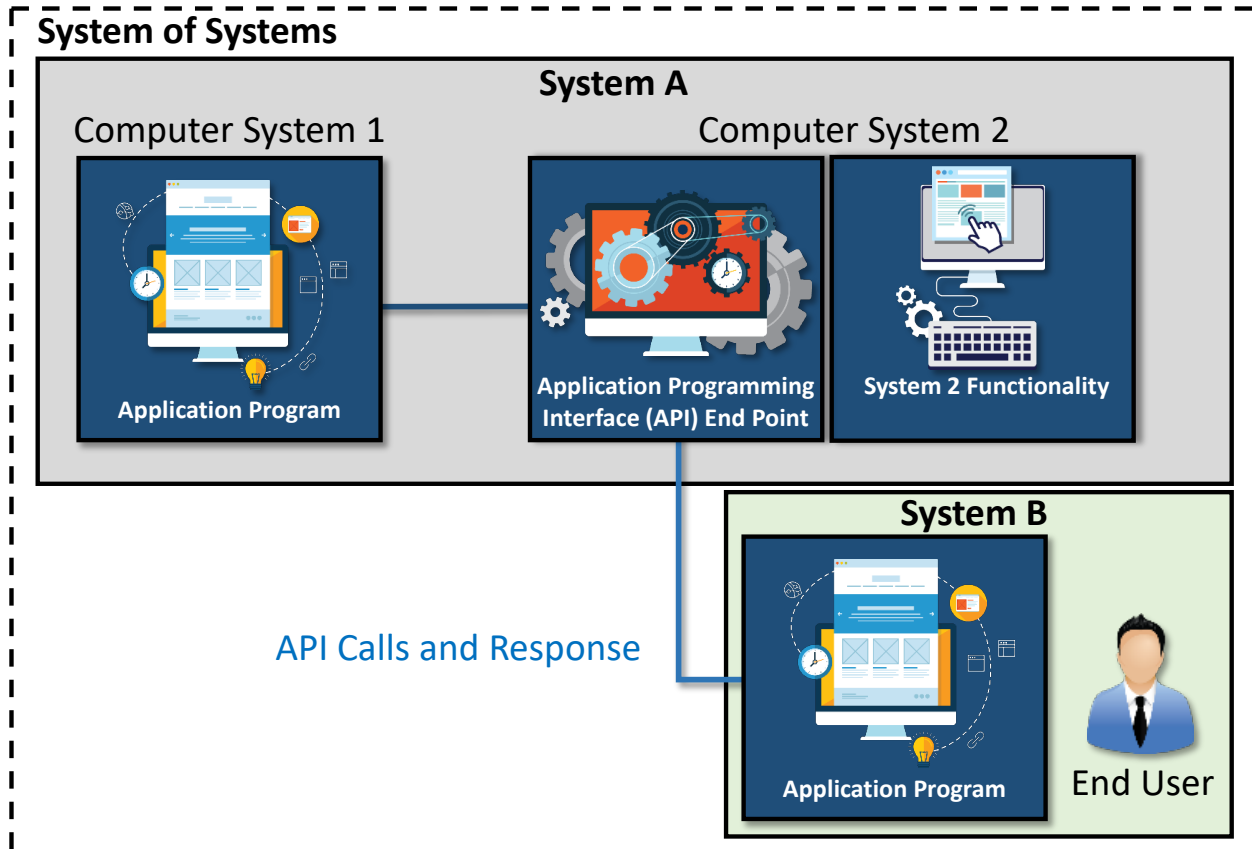 System of Systems
System A
Computer System 1
Computer System 2
Application Program
Application Programming
Interface (API) End Point
System 2 Functionality
System B
API Calls and Response
Application Program
End User